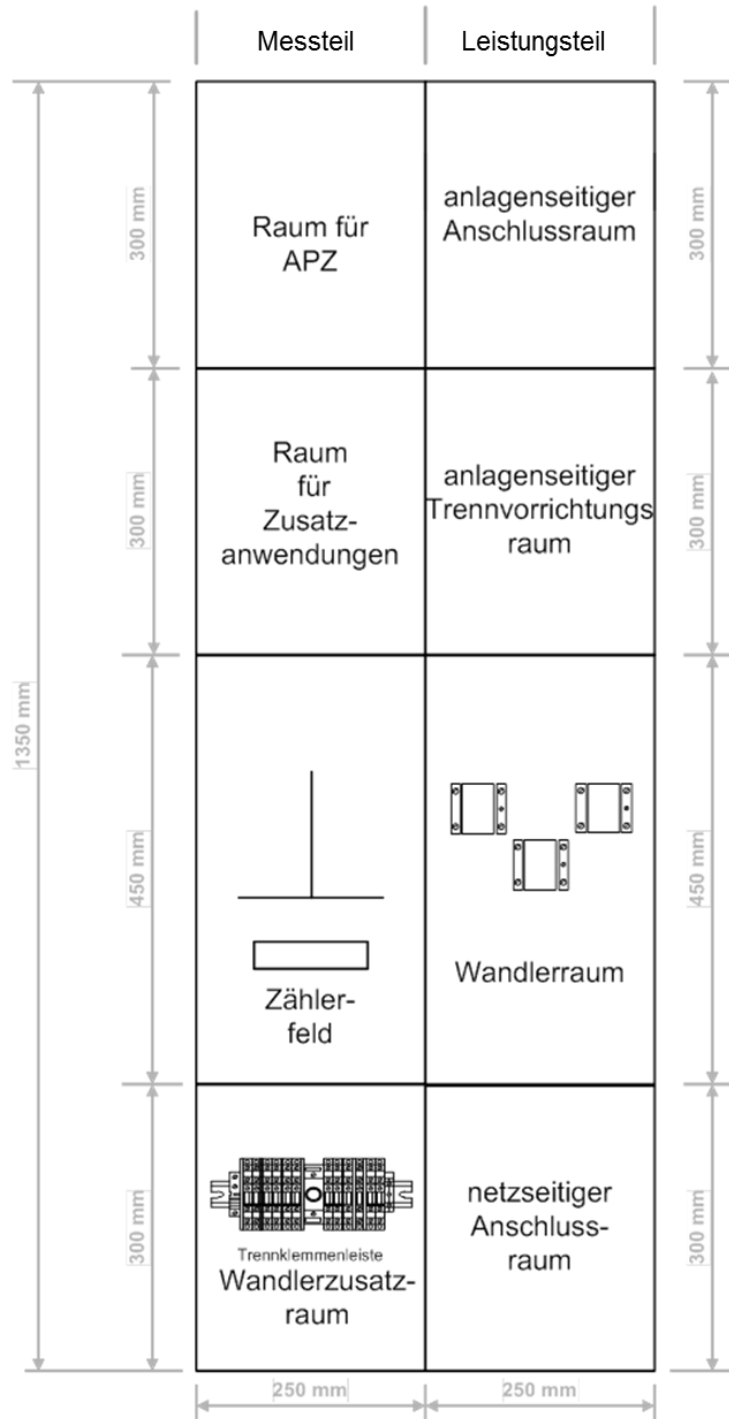 Messteil
Leistungsteil
1350 mm
300 mm
Raum für
APZ
anlagenseitiger
Anschlussraum
300 mm
300 mm
Raum
für
Zusatz-
anwendungen
anlagenseitiger
Trennvorrichtungs
raum
300 mm
450 mm
Zähler-
feld
Wandlerraum
450 mm
300 mm
Trennklemmenleiste
Wandlerzusatz-
raum
netzseitiger
Anschluss-
raum
300 mm
250 mm
250 mm